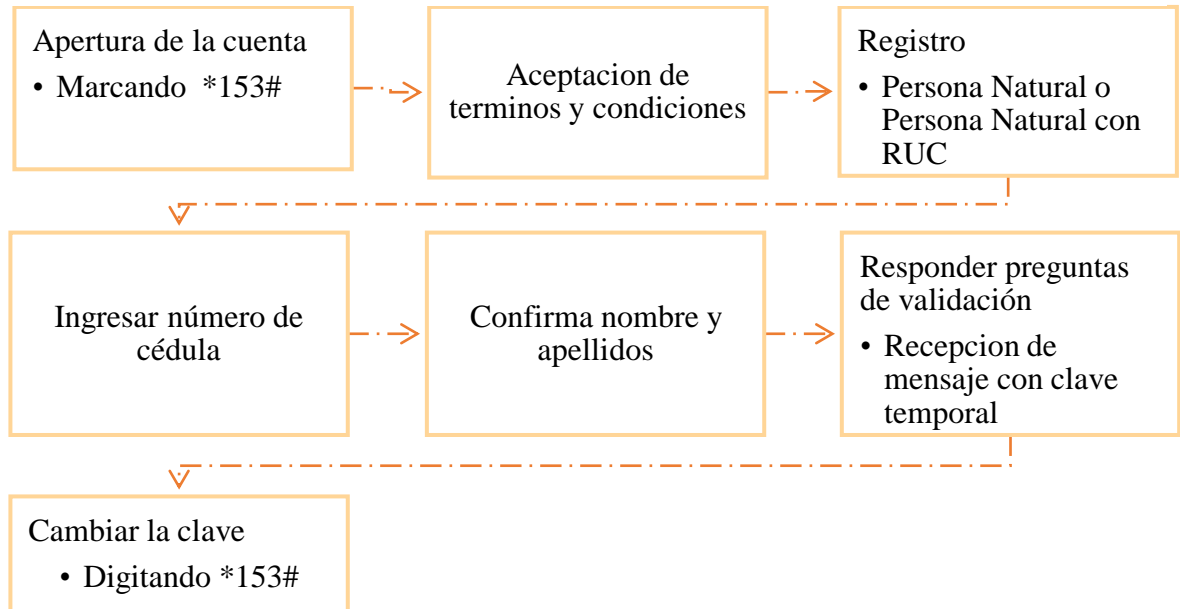 Apertura de la cuenta
• Marcando *153#
Aceptacion de
terminos y condiciones
Registro
• Persona Natural o
Persona Natural con
RUC
Ingresar número de
cédula
Confirma nombre y
apellidos
Responder preguntas
de validación
• Recepcion de
mensaje con clave
temporal
Cambiar la clave
• Digitando *153#